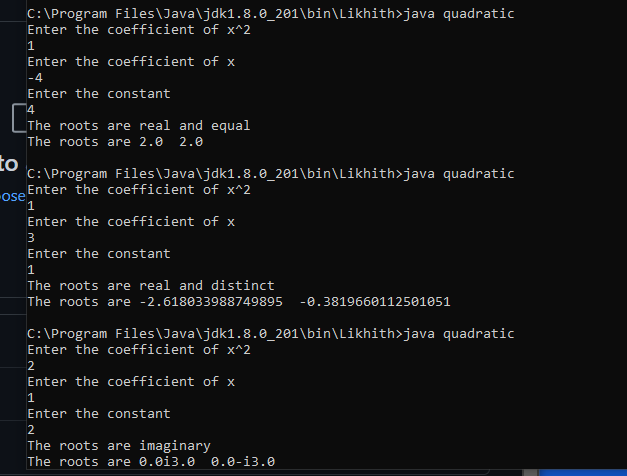 C:\Program Files\Java\jdk1.8.0_201\bin\Likhith>java quadratic
Enter the coefficient of x^2
1
Enter the coefficient of x
-4
Enter the constant
4
The roots are real and equal
The roots are 2.0  2.0
to
C:\Program Files\Java\jdk1.8.0_201\bin\Likhith>java quadratic
Enter the coefficient of x^2
oose
1
Enter the coefficient of x
3
Enter the constant
1
The roots are real and distinct
The roots are -2.618033988749895  -0.3819660112501051
C:\Program Files\Java\jdk1.8.0_201\bin\Likhith>java quadratic
Enter the coefficient of x^2
2
Enter the coefficient of x
1
Enter the constant
2
The roots are imaginary
The roots are 0.0i3.0  0.0-i3.0